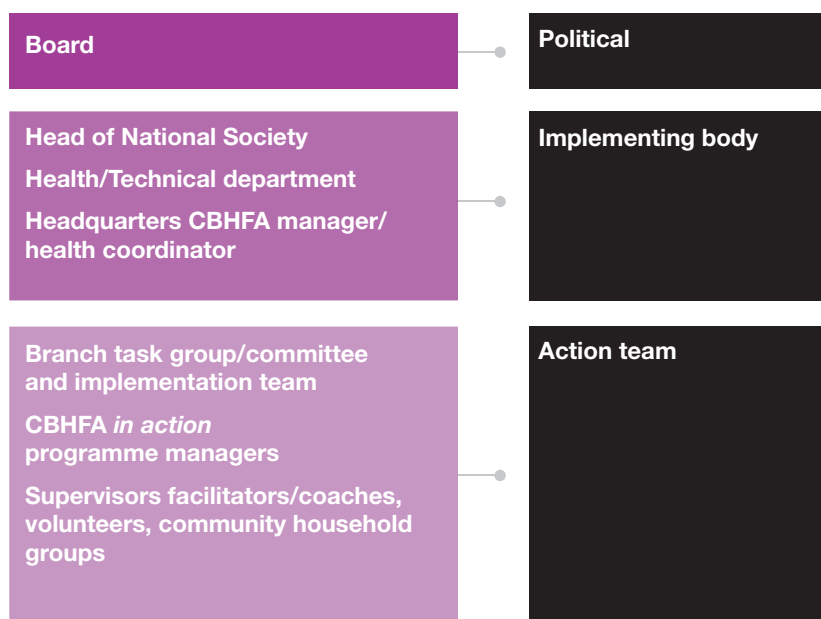 Board
Political
Head of National Society
Health/Technical department
Headquarters CBHFA manager/
health coordinator
Implementing body
Branch task group/committee
and implementation team
CBHFA in action
programme managers
Supervisors facilitators/coaches,
volunteers, community household
groups
Action team